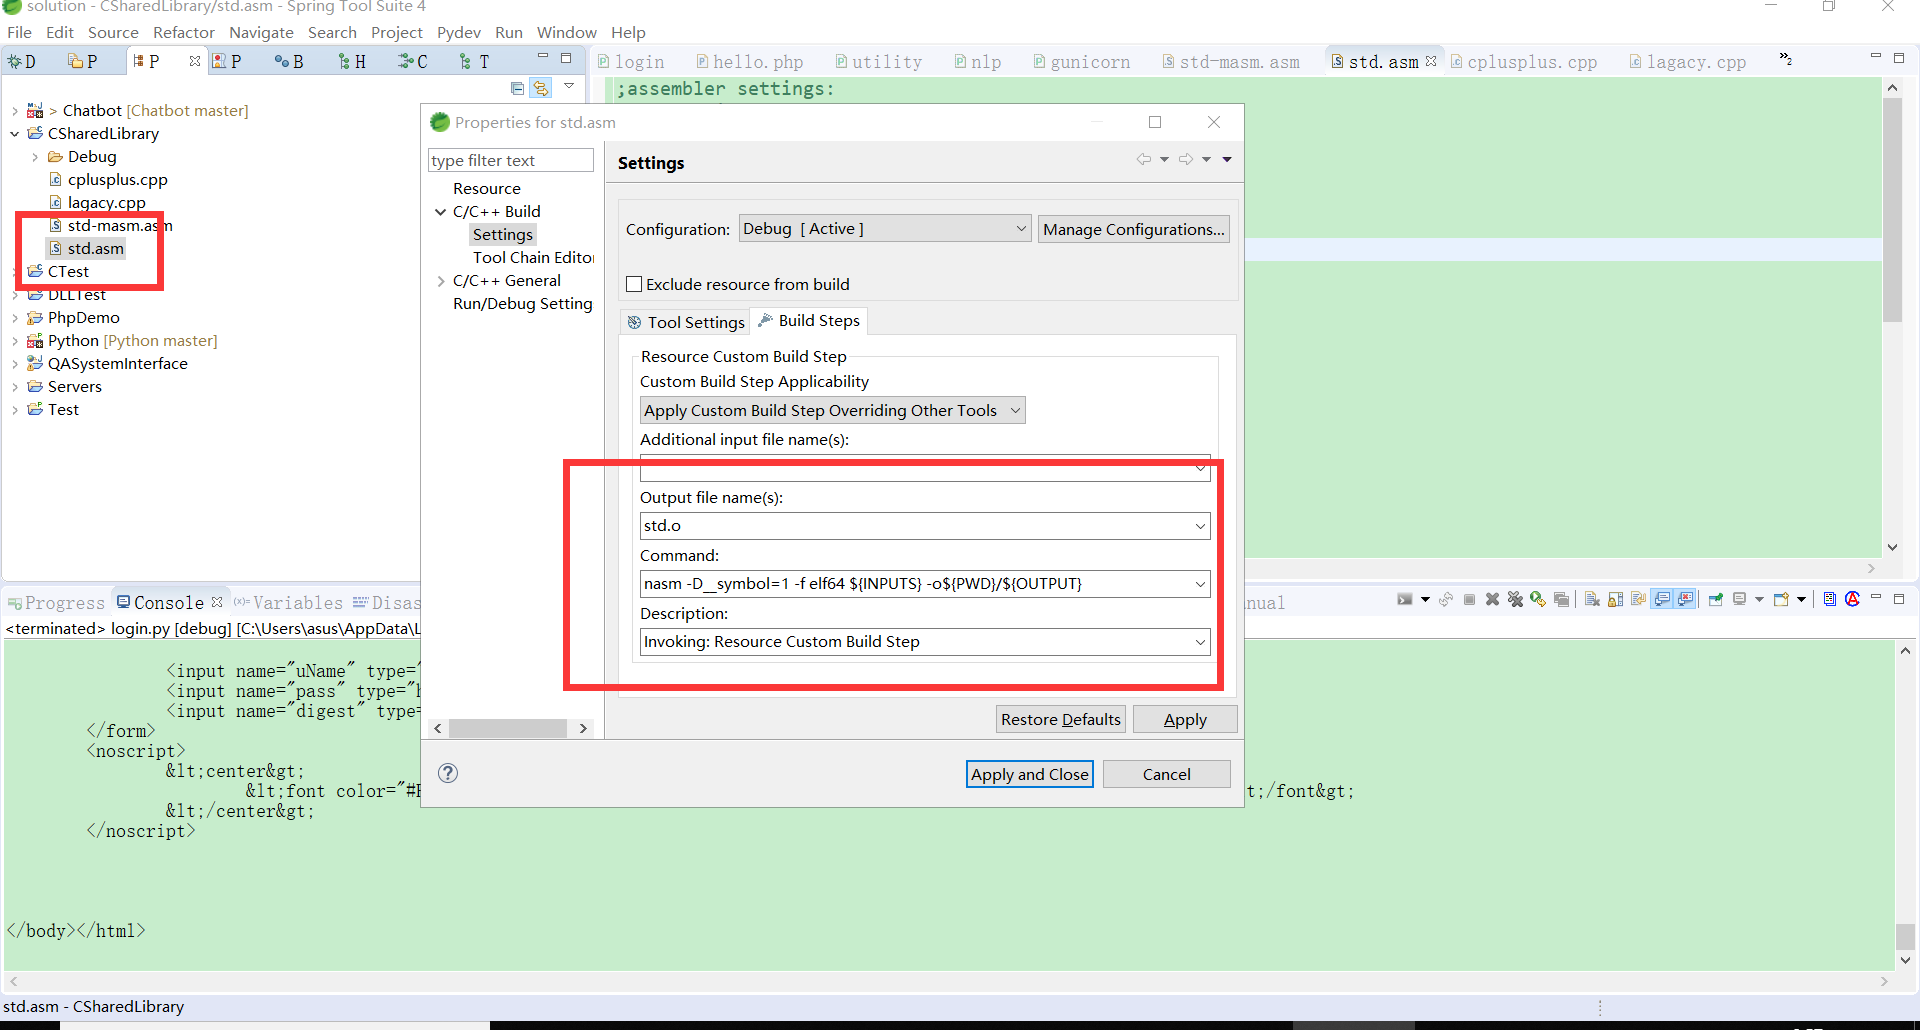 solution - CSharedLibrary/std.asm - Spring Tool Suite 4
File Edit Source Refactor Navigate Search Project Pydev Run Window Help
D P P P B H C T
login hello.php utility nlp gunicorn std-masm.asm std.asm cplusplus.cpp lagacy.cpp »2
;assembler settings:
> Chatbot [Chatbot master]
CSharedLibrary
Debug
cplusplus.cpp
lagacy.cpp
std-masm.asm
std.asm
CTest
DLLTest
PhpDemo
Python [Python master]
QASystemInterface
Servers
Test
Properties for std.asm
type filter text
Resource
C/C++ Build
Settings
Tool Chain Editor
C/C++ General
Run/Debug Setting
Settings
Configuration: Debug [ Active ] Manage Configurations...
Exclude resource from build
Tool Settings Build Steps
Resource Custom Build Step
Custom Build Step Applicability
Apply Custom Build Step Overriding Other Tools
Additional input file name(s):
Output file name(s):
std.o
Command:
nasm -D__symbol=1 -f elf64 ${INPUTS} -o${PWD}/${OUTPUT}
Description:
Invoking: Resource Custom Build Step
Restore Defaults Apply
Apply and Close Cancel
Progress Console Variables Disas
<terminated> login.py [debug] [C:\Users\asus\AppData\L
<input name="uName" type="
<input name="pass" type="
<input name="digest" type=
</form>
<noscript>
&lt;center&gt;
&lt;font color="# t;/font&gt;
&lt;/center&gt;
</noscript>
</body></html>
std.asm - CSharedLibrary